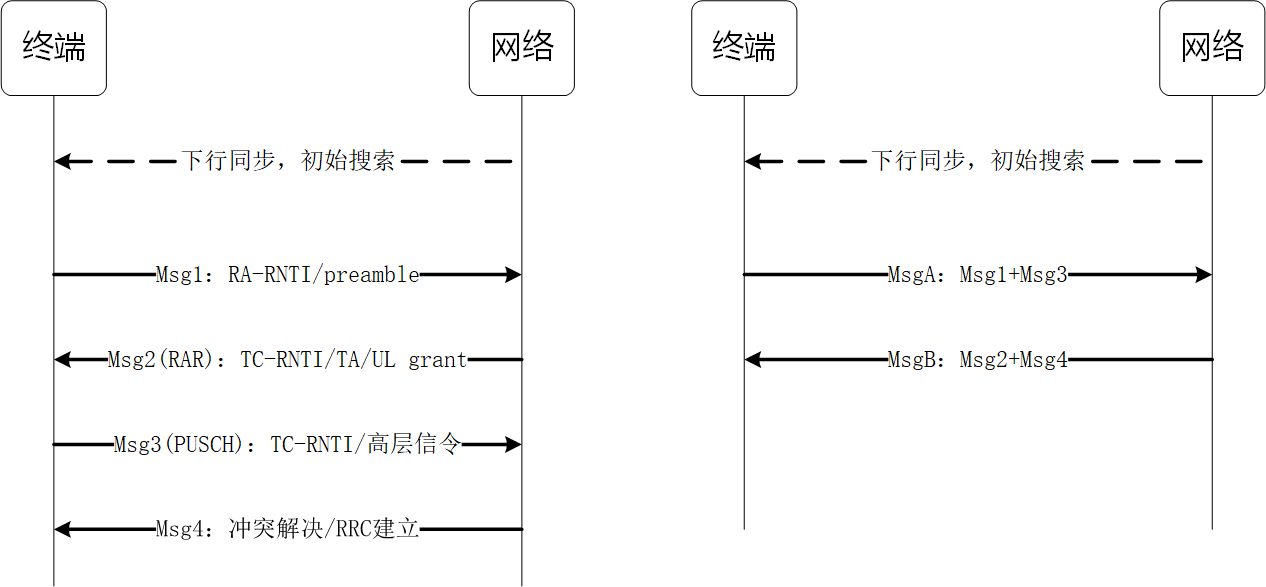 终端
网络
下行同步，初始搜索
Msg1：RA-RNTI/preamble
Msg2(RAR)：TC-RNTI/TA/UL grant
Msg3(PUSCH)：TC-RNTI/高层信令
Msg4：冲突解决/RRC建立
终端
网络
下行同步，初始搜索
MsgA：Msg1+Msg3
MsgB：Msg2+Msg4